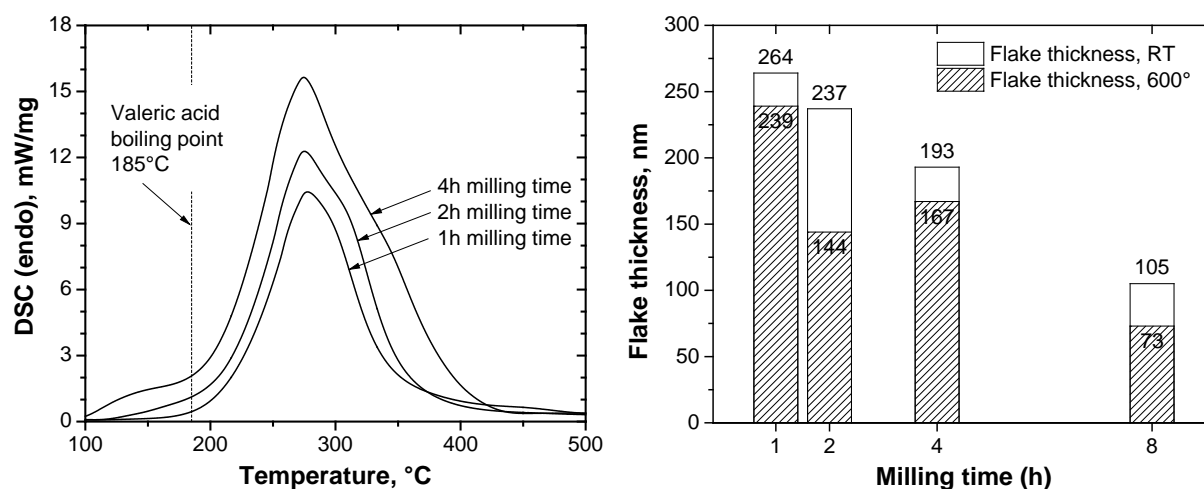 18
15
12
9
6
3
0
DSC (endo), mW/mg
Valeric acid
boiling point
185°C
4h milling time
2h milling time
1h milling time
100
200
300
400
500
Temperature, °C
300
250
200
150
100
50
0
Flake thickness, nm
Flake thickness, RT
Flake thickness, 600°
264
239
237
144
193
167
105
73
1
2
4
8
Milling time (h)